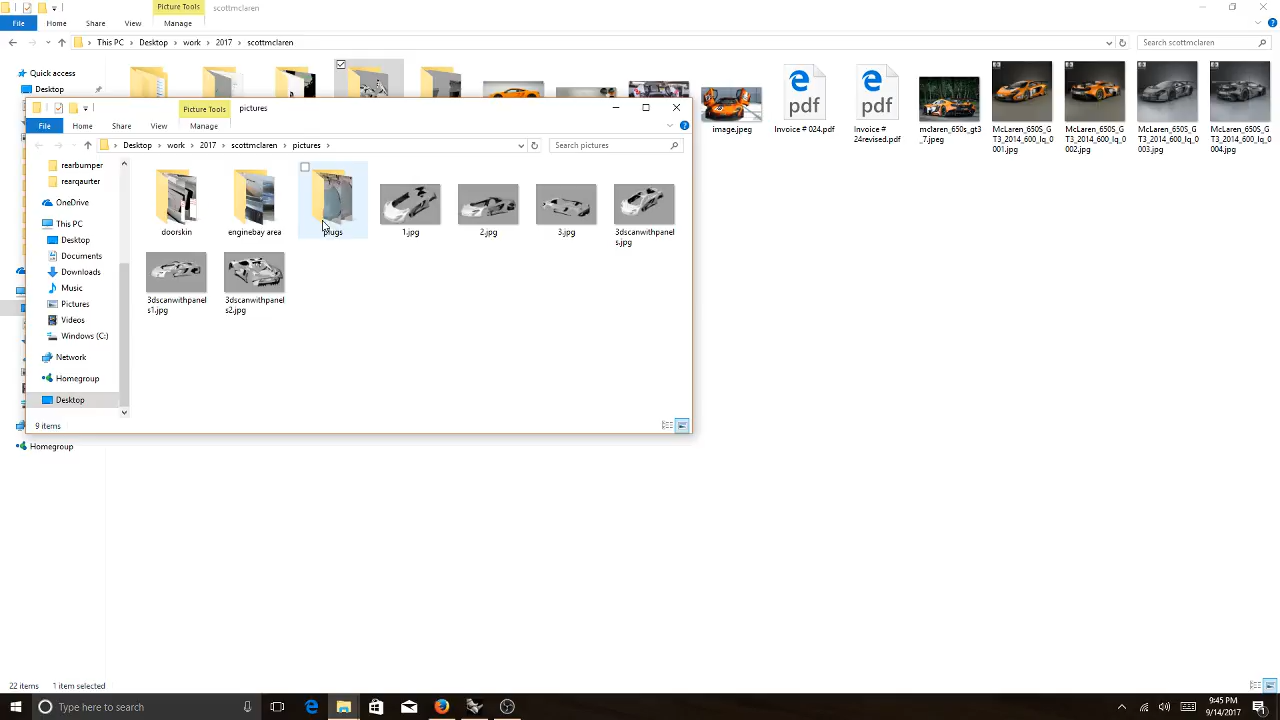 Picture Tools
scottmclaren
File
Home
Share
View
Manage
This PC
Desktop
work
2017
scottmclaren
Search scottmclaren
Quick access
Desktop
image.jpeg
Invoice # 024.pdf
Invoice #
24revised.pdf
mclaren_650s_gt3
_7.jpeg
McLaren_650S_G
T3_2014_600_lq_0
001.jpg
McLaren_650S_G
T3_2014_600_lq_0
002.jpg
McLaren_650S_G
T3_2014_600_lq_0
003.jpg
McLaren_650S_G
T3_2014_600_lq_0
004.jpg
Picture Tools
pictures
File
Home
Share
View
Manage
Desktop
work
2017
scottmclaren
pictures
Search pictures
rearbumper
rearqaurter
OneDrive
This PC
Desktop
Documents
Downloads
Music
Pictures
Videos
Windows (C:)
Network
Homegroup
Desktop
doorskin
enginebay area
plugs
1.jpg
2.jpg
3.jpg
3dscanwithpanel
s.jpg
3dscanwithpanel
s1.jpg
3dscanwithpanel
s2.jpg
9 items
Homegroup
22 items
1 item selected
Type here to search
9:45 PM
9/14/2017